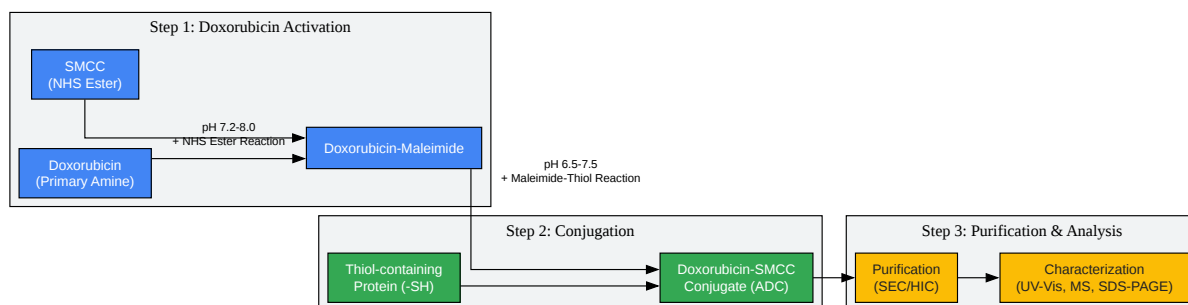 Step 1: Doxorubicin Activation
SMCC
(NHS Ester)
pH 7.2-8.0
+ NHS Ester Reaction
Doxorubicin
(Primary Amine)
Doxorubicin-Maleimide
pH 6.5-7.5
+ Maleimide-Thiol Reaction
Step 2: Conjugation
Thiol-containing
Protein (-SH)
Doxorubicin-SMCC
Conjugate (ADC)
Step 3: Purification & Analysis
Purification
(SEC/HIC)
Characterization
(UV-Vis, MS, SDS-PAGE)